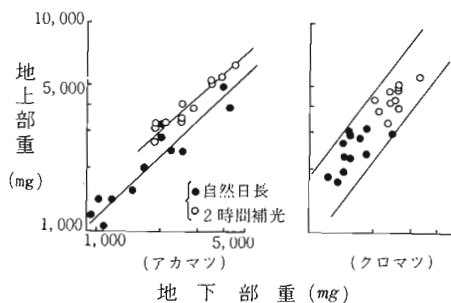 10,000
5,000
1,000
地上部重
(mg)
自然日長
2時間補光
1,000
5,000
(アカマツ)
(クロマツ)
地下部重(mg)